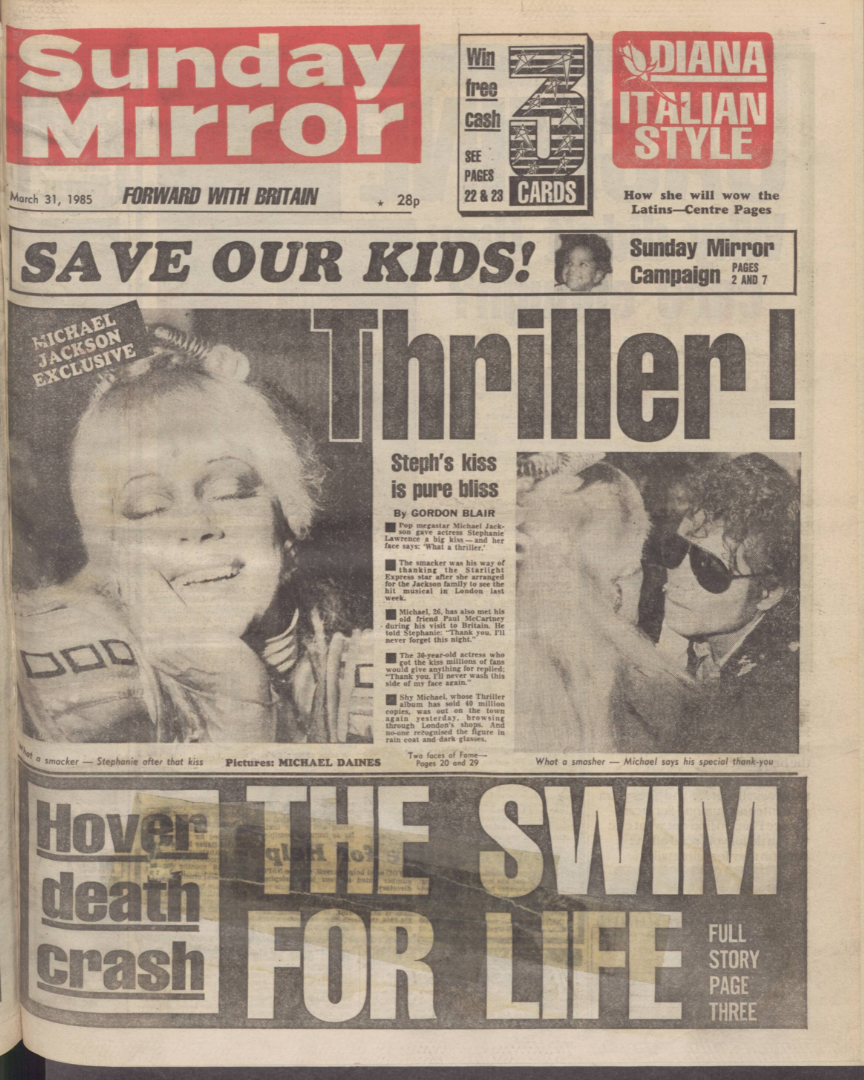 Sunday
Mirror
March 31, 1985 FORWARD WITH BRITAIN ★ 28p
Win
free
cash
SEE
PAGES
22 & 23
3
CARDS
DIANA
ITALIAN
STYLE
How she will wow the
Latins—Centre Pages
SAVE OUR KIDS!
Sunday Mirror
Campaign PAGES
2 AND 7
MICHAEL
JACKSON
EXCLUSIVE
Thriller!
Steph's kiss
is pure bliss
By GORDON BLAIR
Pop megastar Michael Jack-
son gave actress Stephanie
Lawrence a big kiss — and her
face says: 'What a thriller.'
The smacker was his way of
thanking the Starlight
Express star after she arranged
for the Jackson family to see the
hit musical in London last
week.
Michael, 26, has also met his
old friend Paul McCartney
during his visit to Britain. He
told Stephanie: "Thank you, I'll
never forget this night."
The 30-year-old actress who
got the kiss millions of fans
would give anything for replied:
"Thank you, I'll never wash this
side of my face again."
Shy Michael, whose Thriller
album has sold 40 million
copies, was out on the town
again yesterday, browsing
through London's shops. And
no-one recognised the figure in
rain coat and dark glasses.
What a smacker — Stephanie after that kiss
Pictures: MICHAEL DAINES
Two faces of Fame—
Pages 20 and 29
What a smasher — Michael says his special thank-you
Hover
death
crash
THE SWIM
FOR LIFE
FULL
STORY
PAGE
THREE